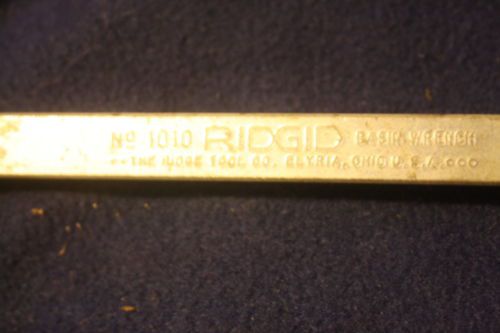 No 1010 RIDGID BASIN WRENCH
THE RIDGE TOOL CO. ELYRIA, OHIO U.S.A.